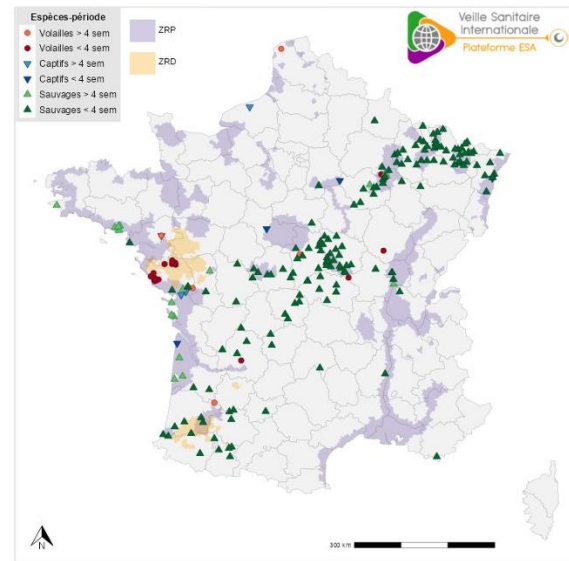 Espèces-période
Volailles > 4 sem
Volailles < 4 sem
Captifs > 4 sem
Captifs < 4 sem
Sauvages > 4 sem
Sauvages < 4 sem
ZRP
ZRD
Veille Sanitaire
Internationale
Plateforme ESA
N
300 km